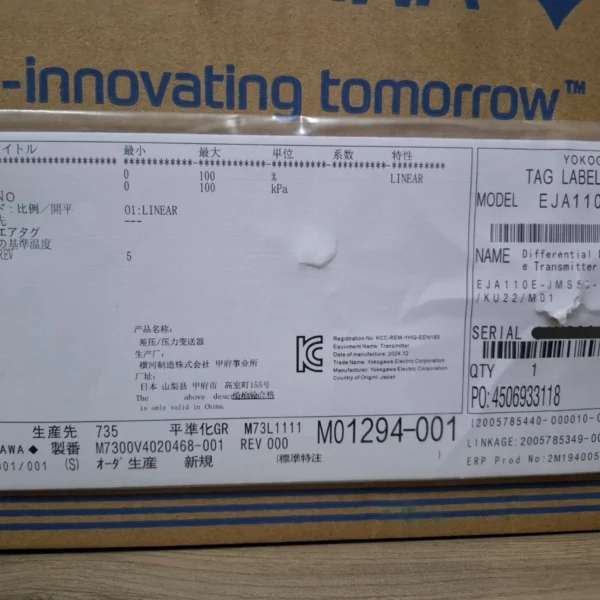 -innovating tomorrow™
イトル 最小 最大 単位 系数 特性
0 100 % LINEAR
NO 0 100 kPa
ド:比例/開平 01:LINEAR
先 ---
エアタグ
の基準温度
REV 5
产品名称:
差压/压力变送器
生产厂:
横河制造株式会社 甲府事业所
厂址:
日本 山梨县 甲府市 高室町155号
The above
is only valid in China.
KC
Registration No: KCC-REM-YHQ-EEN165
Equipment Name: Transmitter
Date of manufacture: 2024.12
Trade Name: Yokogawa Electric Corporation
Manufacturer: Yokogawa Electric Corporation
Country of Origin: Japan
生産先 735 平準化GR M73L1111
AWA◆ 製番 M7300V4020468-001 REV 000 M01294-001
001/001 (S) オーダ 生産 新規 (標準特注
YOKOG
TAG LABEL
MODEL EJA110
NAME Differential
e Transmitter
EJA110E-JMS5
/KU22/M01
SERIAL
QTY 1
PO:4506933118
(2005785440-000010-0
LINKAGE:2005785349-00
ERP Prod No:2M194005